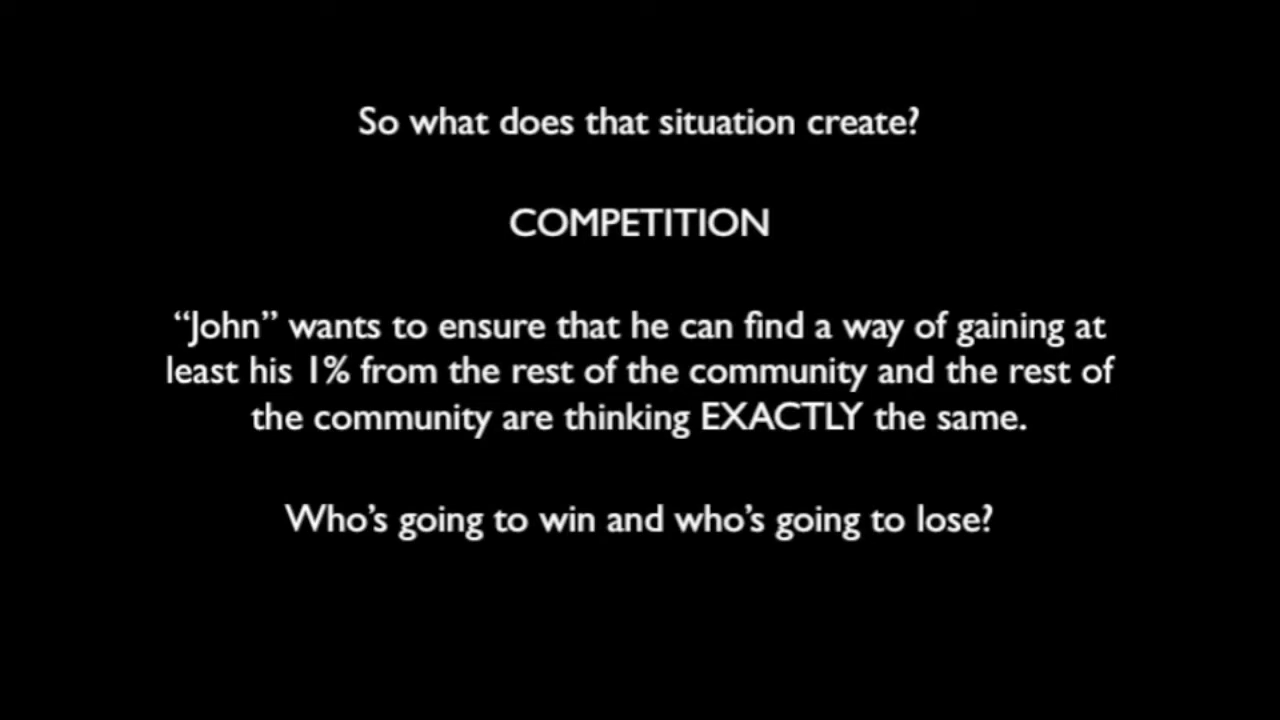 So what does that situation create?
COMPETITION
“John” wants to ensure that he can find a way of gaining at
least his 1% from the rest of the community and the rest of
the community are thinking EXACTLY the same.
Who’s going to win and who’s going to lose?